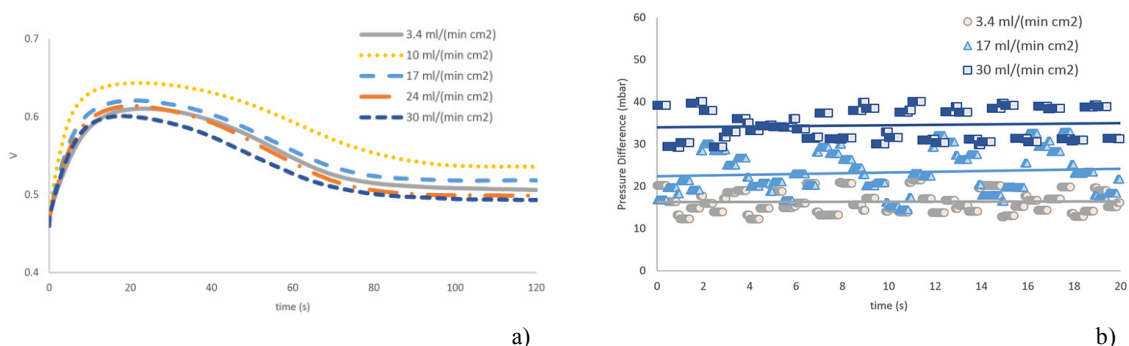 0.7
0.6
0.5
0.4
V
0
20
40
60
80
100
120
time (s)
3.4 ml/(min cm2)
10 ml/(min cm2)
17 ml/(min cm2)
24 ml/(min cm2)
30 ml/(min cm2)
a)
60
50
40
30
20
10
0
Pressure Difference (mbar)
0
2
4
6
8
10
12
14
16
18
20
time (s)
3.4 ml/(min cm2)
17 ml/(min cm2)
30 ml/(min cm2)
b)